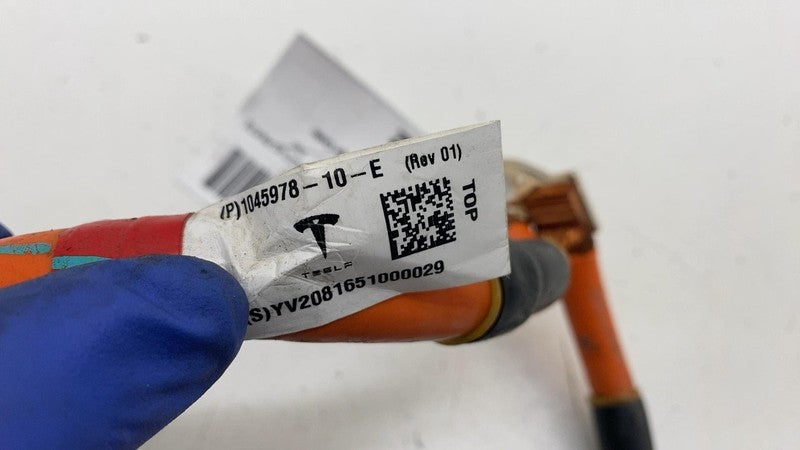 (P)1045978-10-E (Rev 01)
TOP
TESLA
(S)YV2081651000029